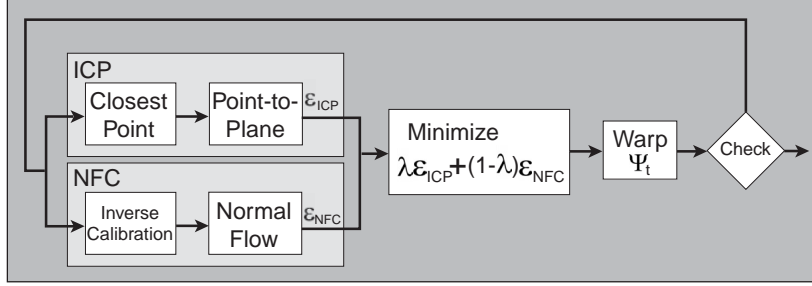 ICP
Closest
Point
Point-to-
Plane
εICP
NFC
Inverse
Calibration
Normal
Flow
εNFC
Minimize
λεICP+(1-λ)εNFC
Warp
Ψt
Check